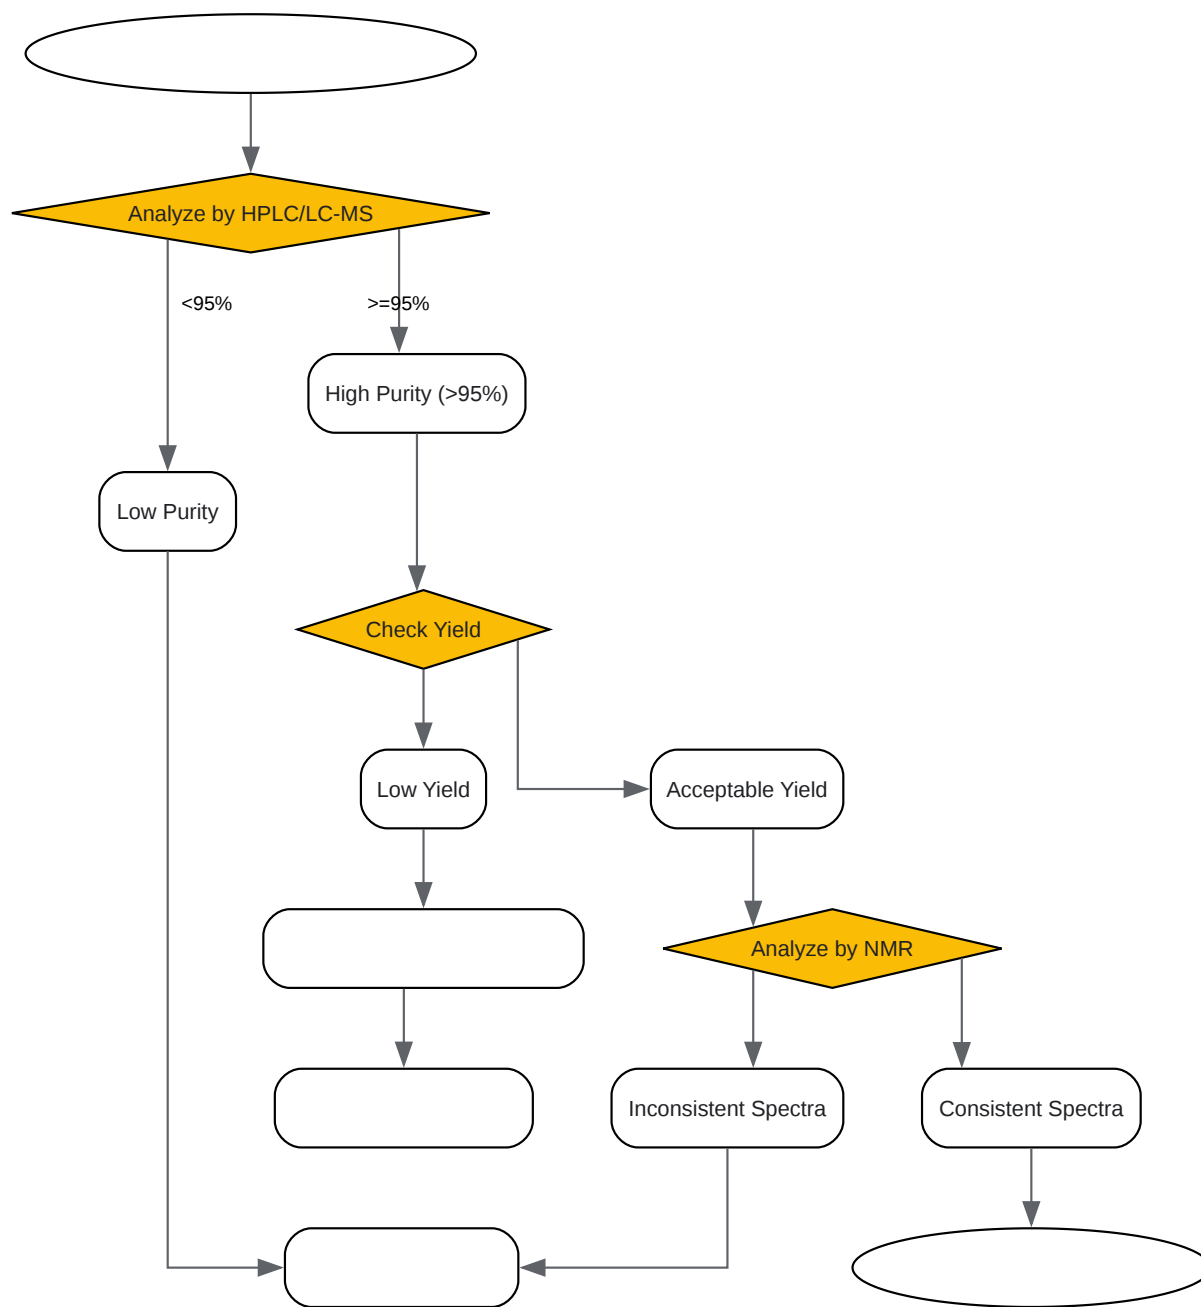 Analyze by HPLC/LC-MS
<95%
>=95%
High Purity (>95%)
Low Purity
Check Yield
Low Yield
Acceptable Yield
Analyze by NMR
Inconsistent Spectra
Consistent Spectra